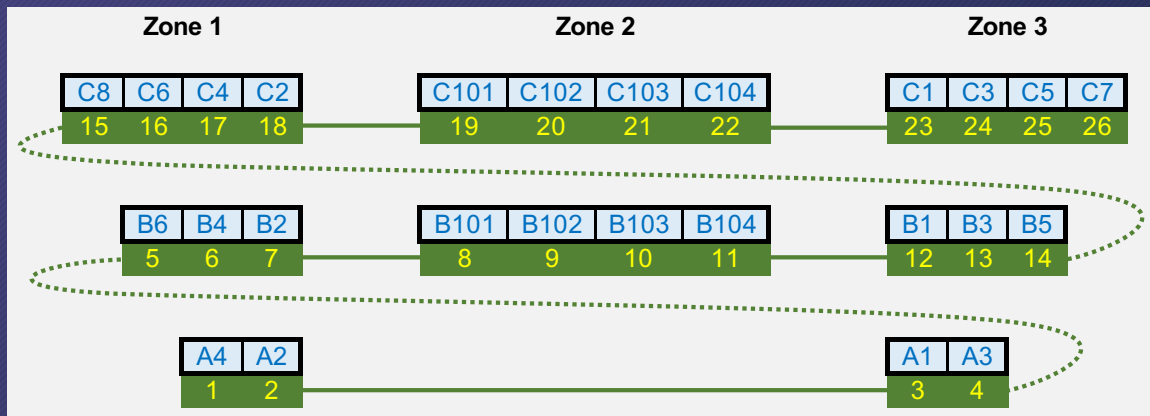 Zone 1 Zone 2 Zone 3
C8 C6 C4 C2 C101 C102 C103 C104 C1 C3 C5 C7
15 16 17 18 19 20 21 22 23 24 25 26
B6 B4 B2 B101 B102 B103 B104 B1 B3 B5
5 6 7 8 9 10 11 12 13 14
A4 A2 A1 A3
1 2 3 4